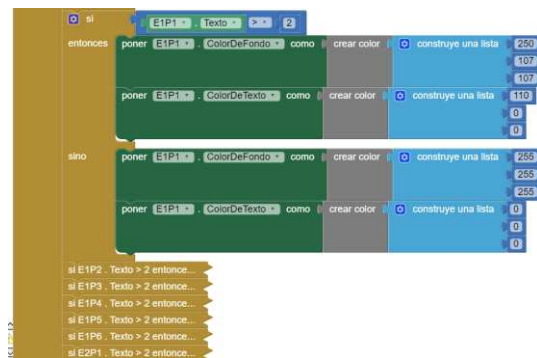 si E1P1 . Texto > 2
entonces poner E1P1 . ColorDeFondo como crear color construye una lista 250
107
107
poner E1P1 . ColorDeTexto como crear color construye una lista 110
0
0
sino poner E1P1 . ColorDeFondo como crear color construye una lista 255
255
255
poner E1P1 . ColorDeTexto como crear color construye una lista 0
0
0
si E1P2 . Texto > 2 entonce...
si E1P3 . Texto > 2 entonce...
si E1P4 . Texto > 2 entonce...
si E1P5 . Texto > 2 entonce...
si E1P6 . Texto > 2 entonce...
si E2P1 . Texto > 2 entonce...